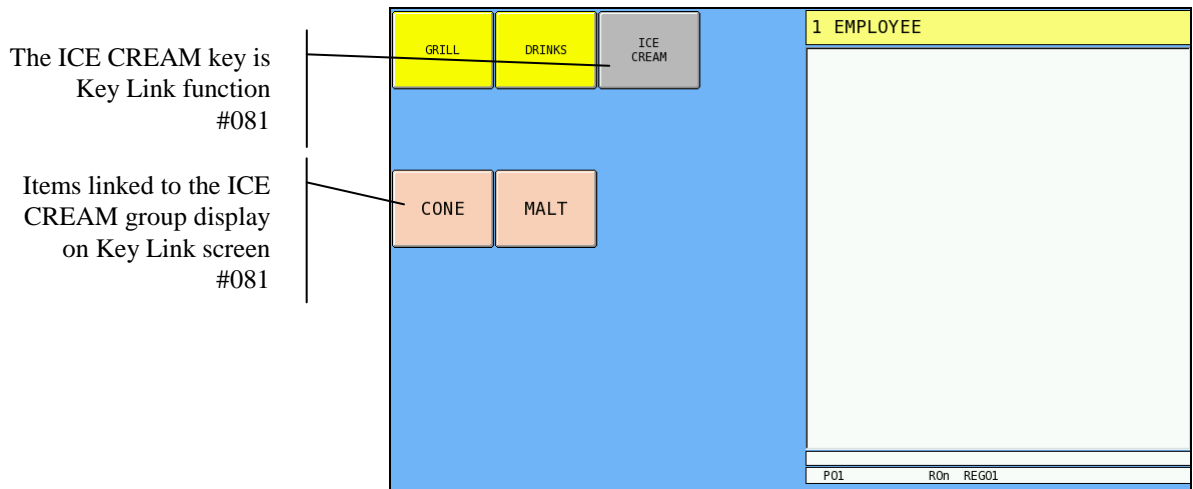 The ICE CREAM key is
Key Link function
#081
Items linked to the ICE
CREAM group display
on Key Link screen
#081
GRILL
DRINKS
ICE
CREAM
CONE
MALT
1 EMPLOYEE
P01 R0n REG01